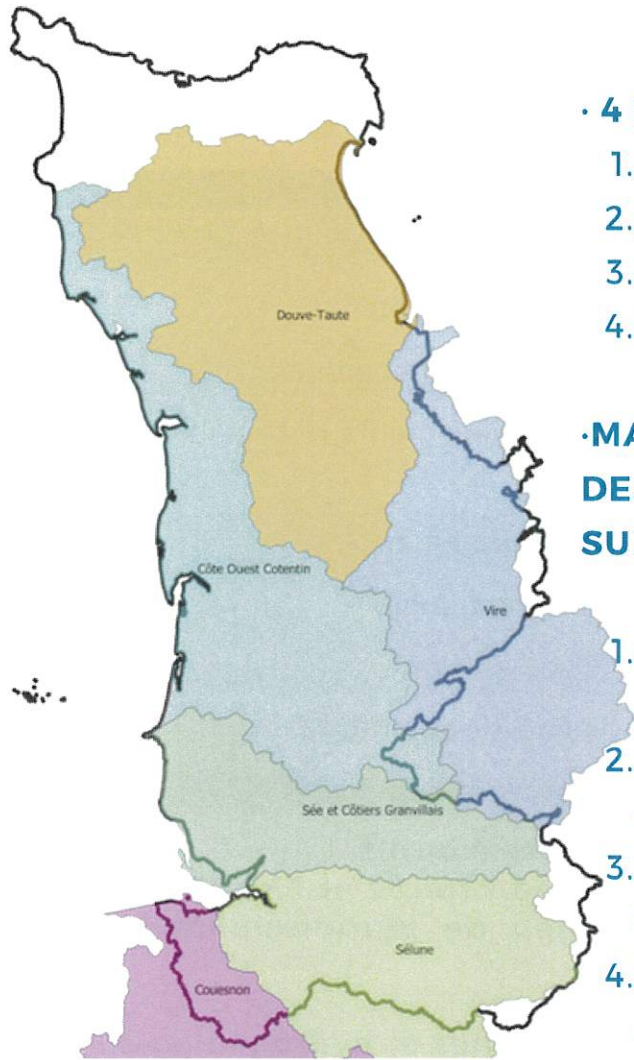 Douve-Taute
Côte Ouest Cotentin
Vire
Sée et Côtiers Granvillais
Sélune
Couesnon
· 4
1.
2.
3.
4.
·MA
DE
SU
1.
2.
3.
4.